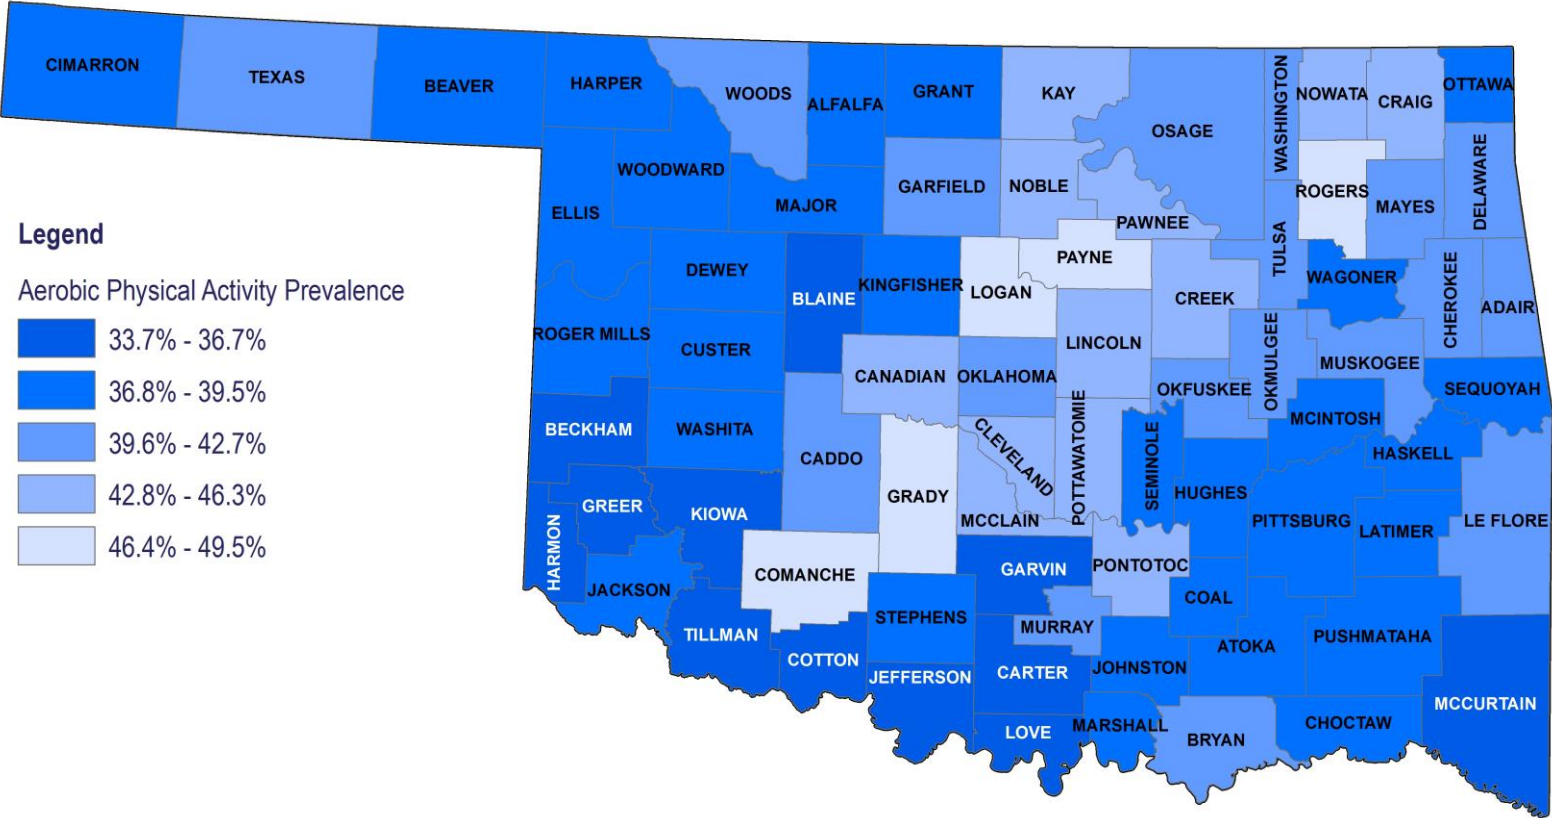 CIMARRON
TEXAS
BEAVER
HARPER
WOODS
ALFALFA
GRANT
KAY
OSAGE
WASHINGTON
NOWATA
CRAIG
OTTAWA
WOODWARD
ELLIS
MAJOR
GARFIELD
NOBLE
PAWNEE
ROGERS
MAYES
DELAWARE
TULSA
Legend
Aerobic Physical Activity Prevalence
33.7% - 36.7%
36.8% - 39.5%
39.6% - 42.7%
42.8% - 46.3%
46.4% - 49.5%
DEWEY
BLAINE
KINGFISHER
LOGAN
PAYNE
CREEK
WAGONER
CHEROKEE
ADAIR
ROGER MILLS
CUSTER
CANADIAN
OKLAHOMA
LINCOLN
OKFUSKEE
OKMULGEE
MUSKOGEE
SEQUOYAH
BECKHAM
WASHITA
CADDO
GRADY
CLEVELAND
POTTAWATOMIE
SEMINOLE
HUGHES
MCINTOSH
HASKELL
GREER
KIOWA
MCCLAIN
PITTSBURG
LATIMER
LE FLORE
HARMON
JACKSON
COMANCHE
GARVIN
PONTOTOC
COAL
TILLMAN
COTTON
STEPHENS
MURRAY
JOHNSTON
ATOKA
PUSHMATAHA
JEFFERSON
CARTER
LOVE
MARSHALL
BRYAN
CHOCTAW
MCCURTAIN